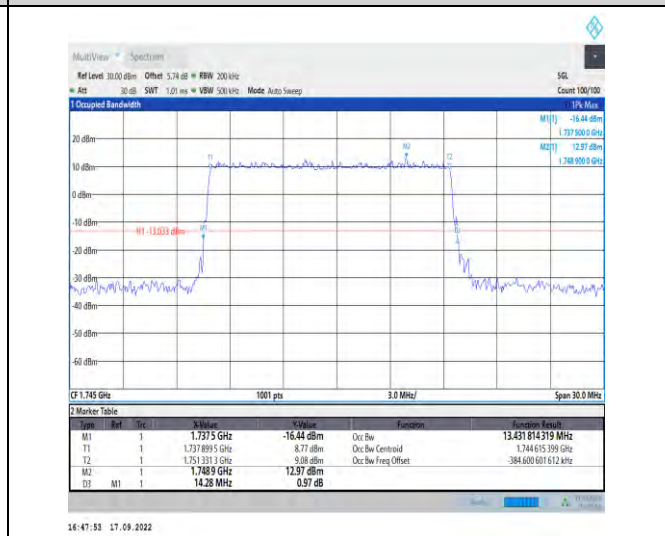 MultiView Spectrum
Ref Level 30.00 dBm Offset 5.74 dB RBW 200 kHz SGL
Att 30 dB SWT 1.01 ms VBW 500 kHz Mode Auto Sweep Count 100/100
1 Occupied Bandwidth 1Pk Max
M1[1] -16.44 dBm
1.737 500 0 GHz
M2[1] 12.97 dBm
1.748 900 0 GHz
20 dBm
M2
T1 T2
0 dBm
-10 dBm
H1 -13.033 dBm M1
-20 dBm
-30 dBm
-40 dBm
-50 dBm
-60 dBm
CF 1.745 GHz 1001 pts 3.0 MHz/ Span 30.0 MHz
2 Marker Table
Type Ref Trc X-Value Y-Value Function Function Result
M1 1 1.7375 GHz -16.44 dBm Occ Bw 13.431 814 319 MHz
T1 1 1.737 899 5 GHz 8.77 dBm Occ Bw Centroid 1.744 615 399 GHz
T2 1 1.751 331 3 GHz 9.08 dBm Occ Bw Freq Offset -384.600 601 612 kHz
M2 1 1.7489 GHz 12.97 dBm
D3 M1 1 14.28 MHz 0.97 dB
16:47:53 17.09.2022